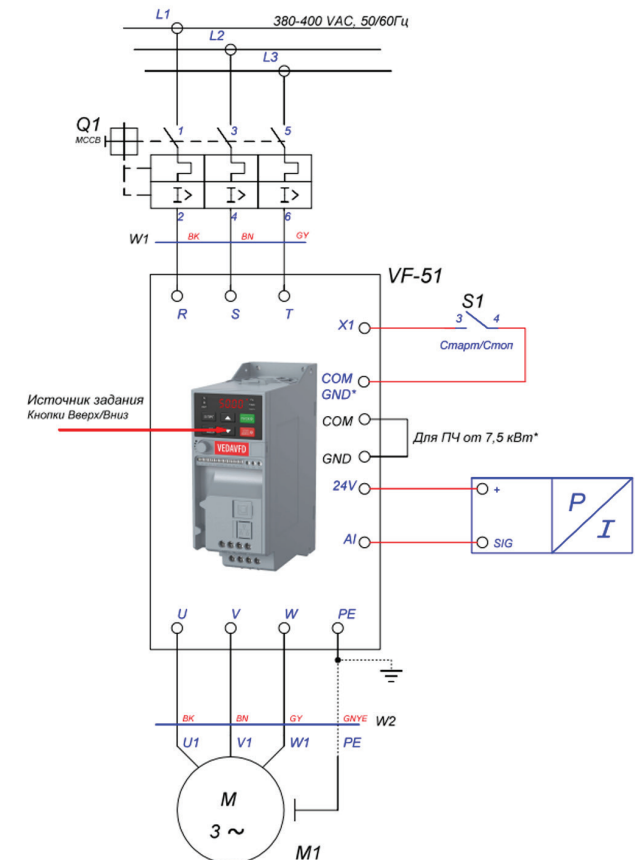 L1
380-400 VAC, 50/60Гц
L2
L3
Q1
МССВ
1
3
5
I>
I>
I>
2
4
6
W1
BK
BN
GY
VF-51
R
S
T
X1
S1
3
4
Старт/Стоп
COM
GND*
Источник задания
Кнопки Вверх/Вниз
COM
Для ПЧ от 7,5 кВт*
GND
VEDAVFD
24V
+
P
I
AI
SIG
U
V
W
PE
BK
BN
GY
GNYE
W2
U1
V1
W1
PE
M
3 ~
M1